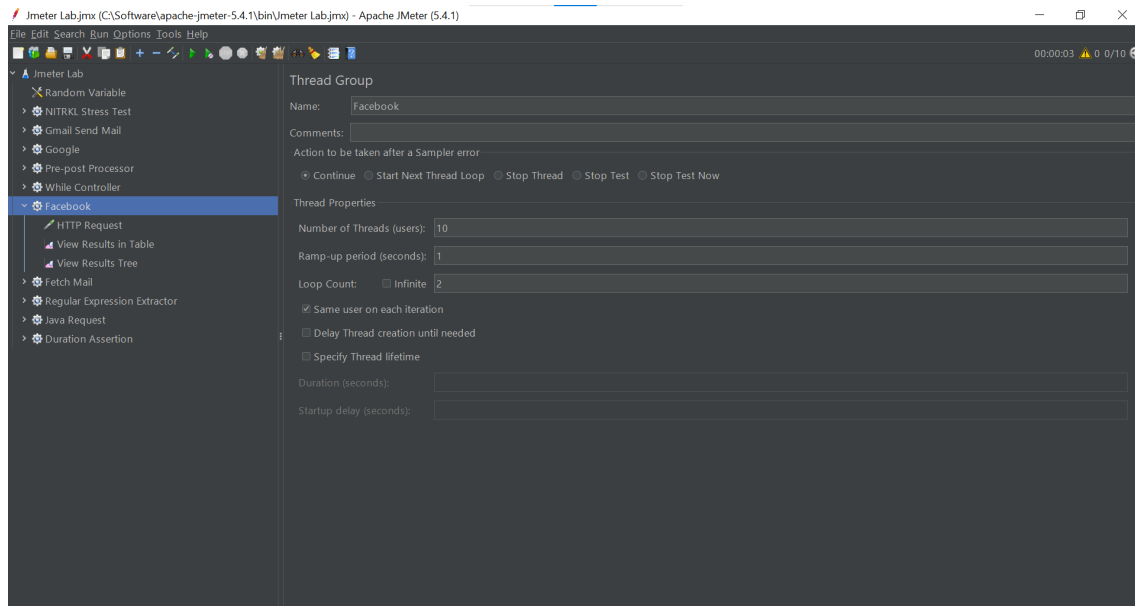 Jmeter Lab.jmx (C:\Software\apache-jmeter-5.4.1\bin\Jmeter Lab.jmx) - Apache JMeter (5.4.1)
File Edit Search Run Options Tools Help
00:00:03 0 0/10
Jmeter Lab
Random Variable
NITRKL Stress Test
Gmail Send Mail
Google
Pre-post Processor
While Controller
Facebook
HTTP Request
View Results in Table
View Results Tree
Fetch Mail
Regular Expression Extractor
Java Request
Duration Assertion
Thread Group
Name: Facebook
Comments:
Action to be taken after a Sampler error
Continue Start Next Thread Loop Stop Thread Stop Test Stop Test Now
Thread Properties
Number of Threads (users): 10
Ramp-up period (seconds): 1
Loop Count: Infinite 2
Same user on each iteration
Delay Thread creation until needed
Specify Thread lifetime
Duration (seconds):
Startup delay (seconds):